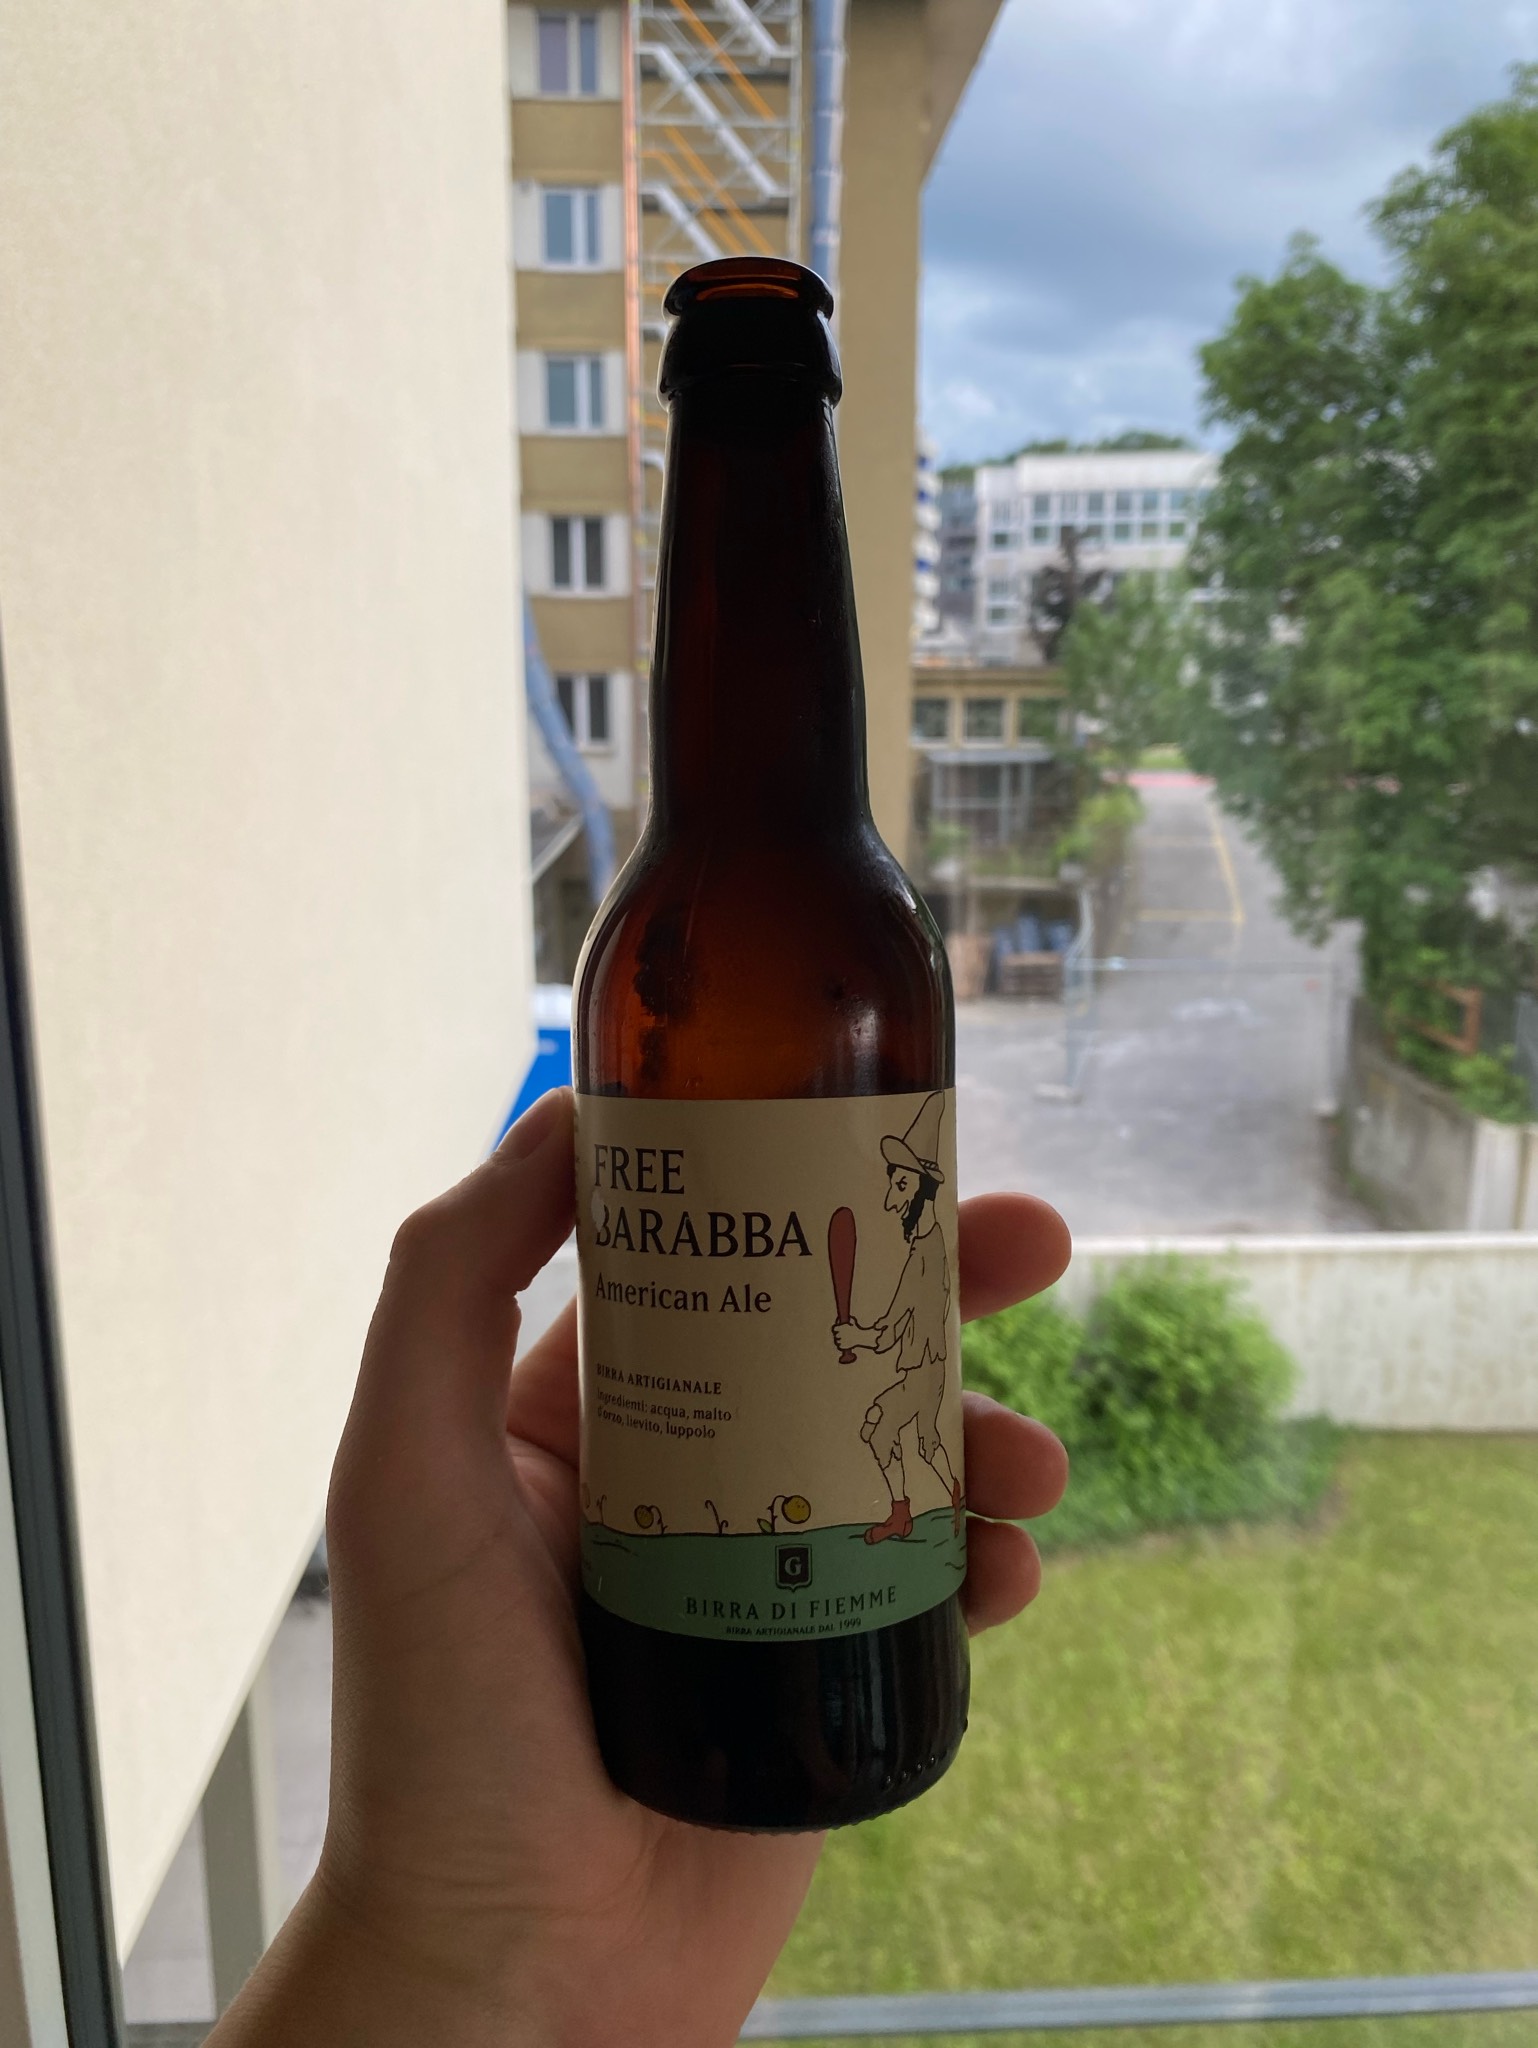 FREE
BARABBA
American Ale
BIRRA ARTIGIANALE
Ingredienti: acqua, malto
d'orzo, lievito, luppolo
G
BIRRA DI FIEMME
BIRRA ARTIGIANALE DAL 1999